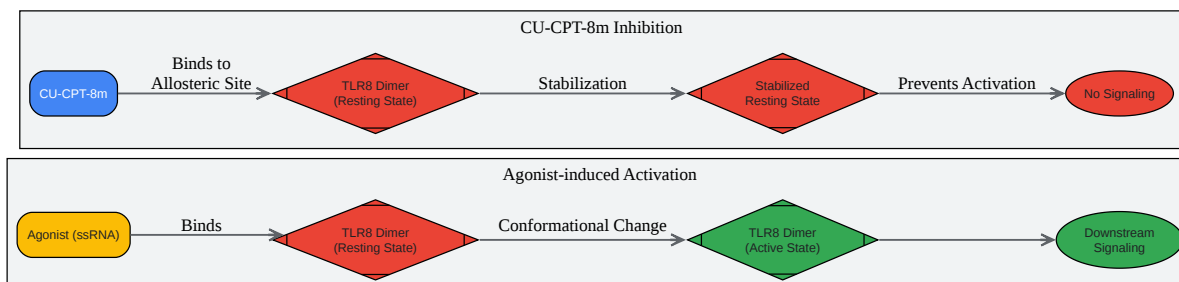 CU-CPT-8m Inhibition
CU-CPT-8m
Binds to
Allosteric Site
TLR8 Dimer
(Resting State)
Stabilization
Stabilized
Resting State
Prevents Activation
No Signaling
Agonist-induced Activation
Agonist (ssRNA)
Binds
TLR8 Dimer
(Resting State)
Conformational Change
TLR8 Dimer
(Active State)
Downstream
Signaling